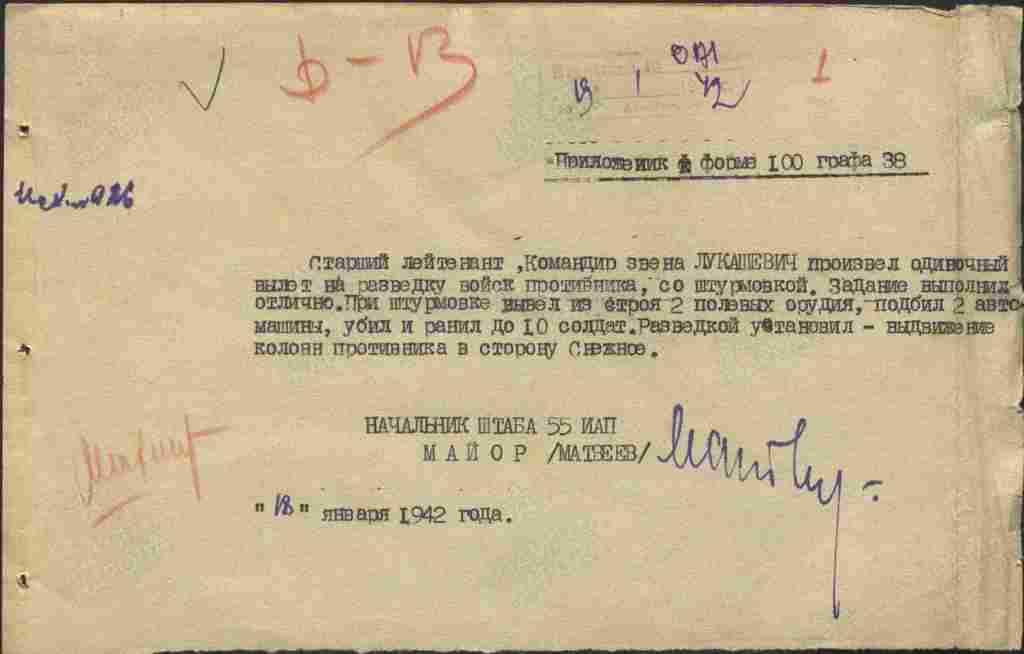 Ф-ІЗ
ОД1
19 1 42
1
Приложение к форме 100 графа 38
Старший лейтенант ,Командир звена ЛУКАШЕВИЧ произвел одиночный
вылет на разведку войск противника, со штурмовкой. Задание выполнил
отлично.При штурмовке вывел из строя 2 полевых орудия, подбил 2 авто
машины, убил и ранил до 10 солдат.Разведкой установил - выдвижение
колонн противника в сторону Снежное.
НАЧАЛЬНИК ШТАБА 55 ИАП
МАЙОР /МАТВЕЕВ/
"18" января 1942 года.